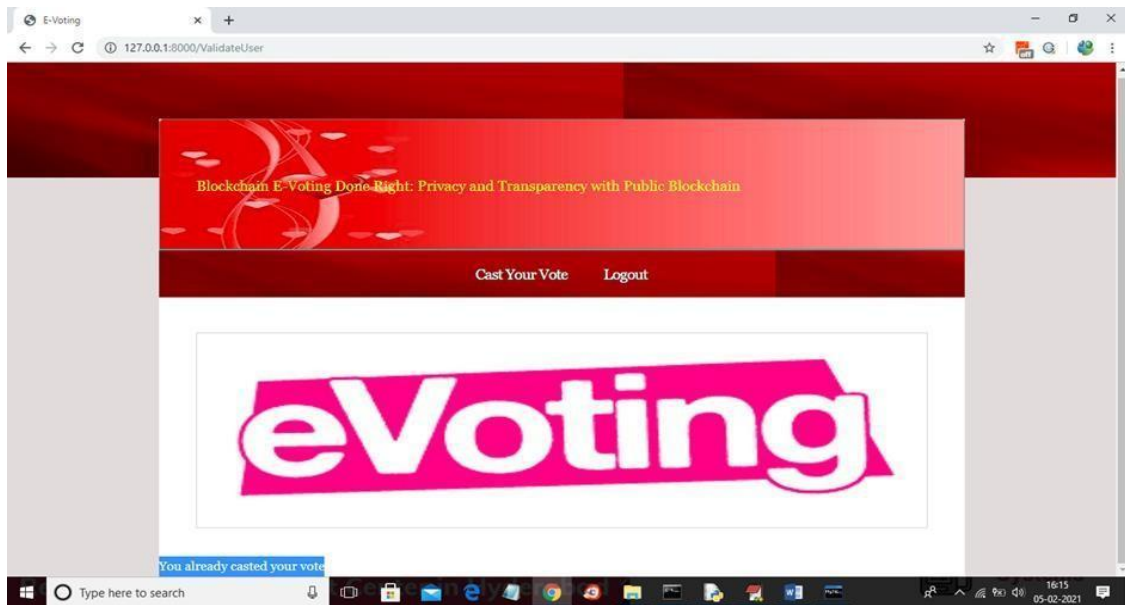 E-Voting
127.0.0.1:8000/ValidateUser
off
Blockchain E-Voting Done Right: Privacy and Transparency with Public Blockchain
Cast Your Vote Logout
eVoting
You already casted your vote
Type here to search
16:15
05-02-2021